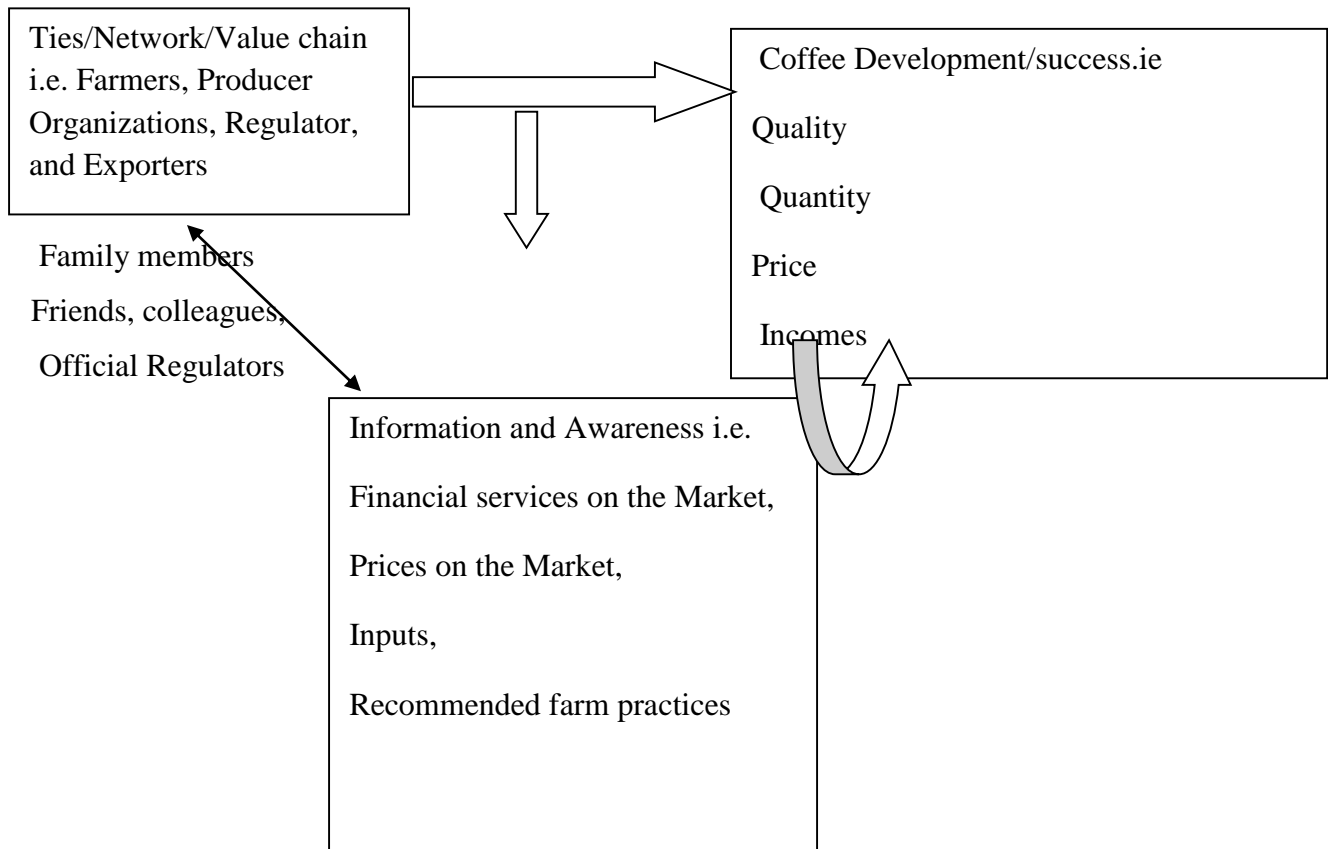 Ties/Network/Value chain
i.e. Farmers, Producer
Organizations, Regulator,
and Exporters
Coffee Development/success.ie
Quality
Quantity
Price
Incomes
Family members
Friends, colleagues,
Official Regulators
Information and Awareness i.e.
Financial services on the Market,
Prices on the Market,
Inputs,
Recommended farm practices